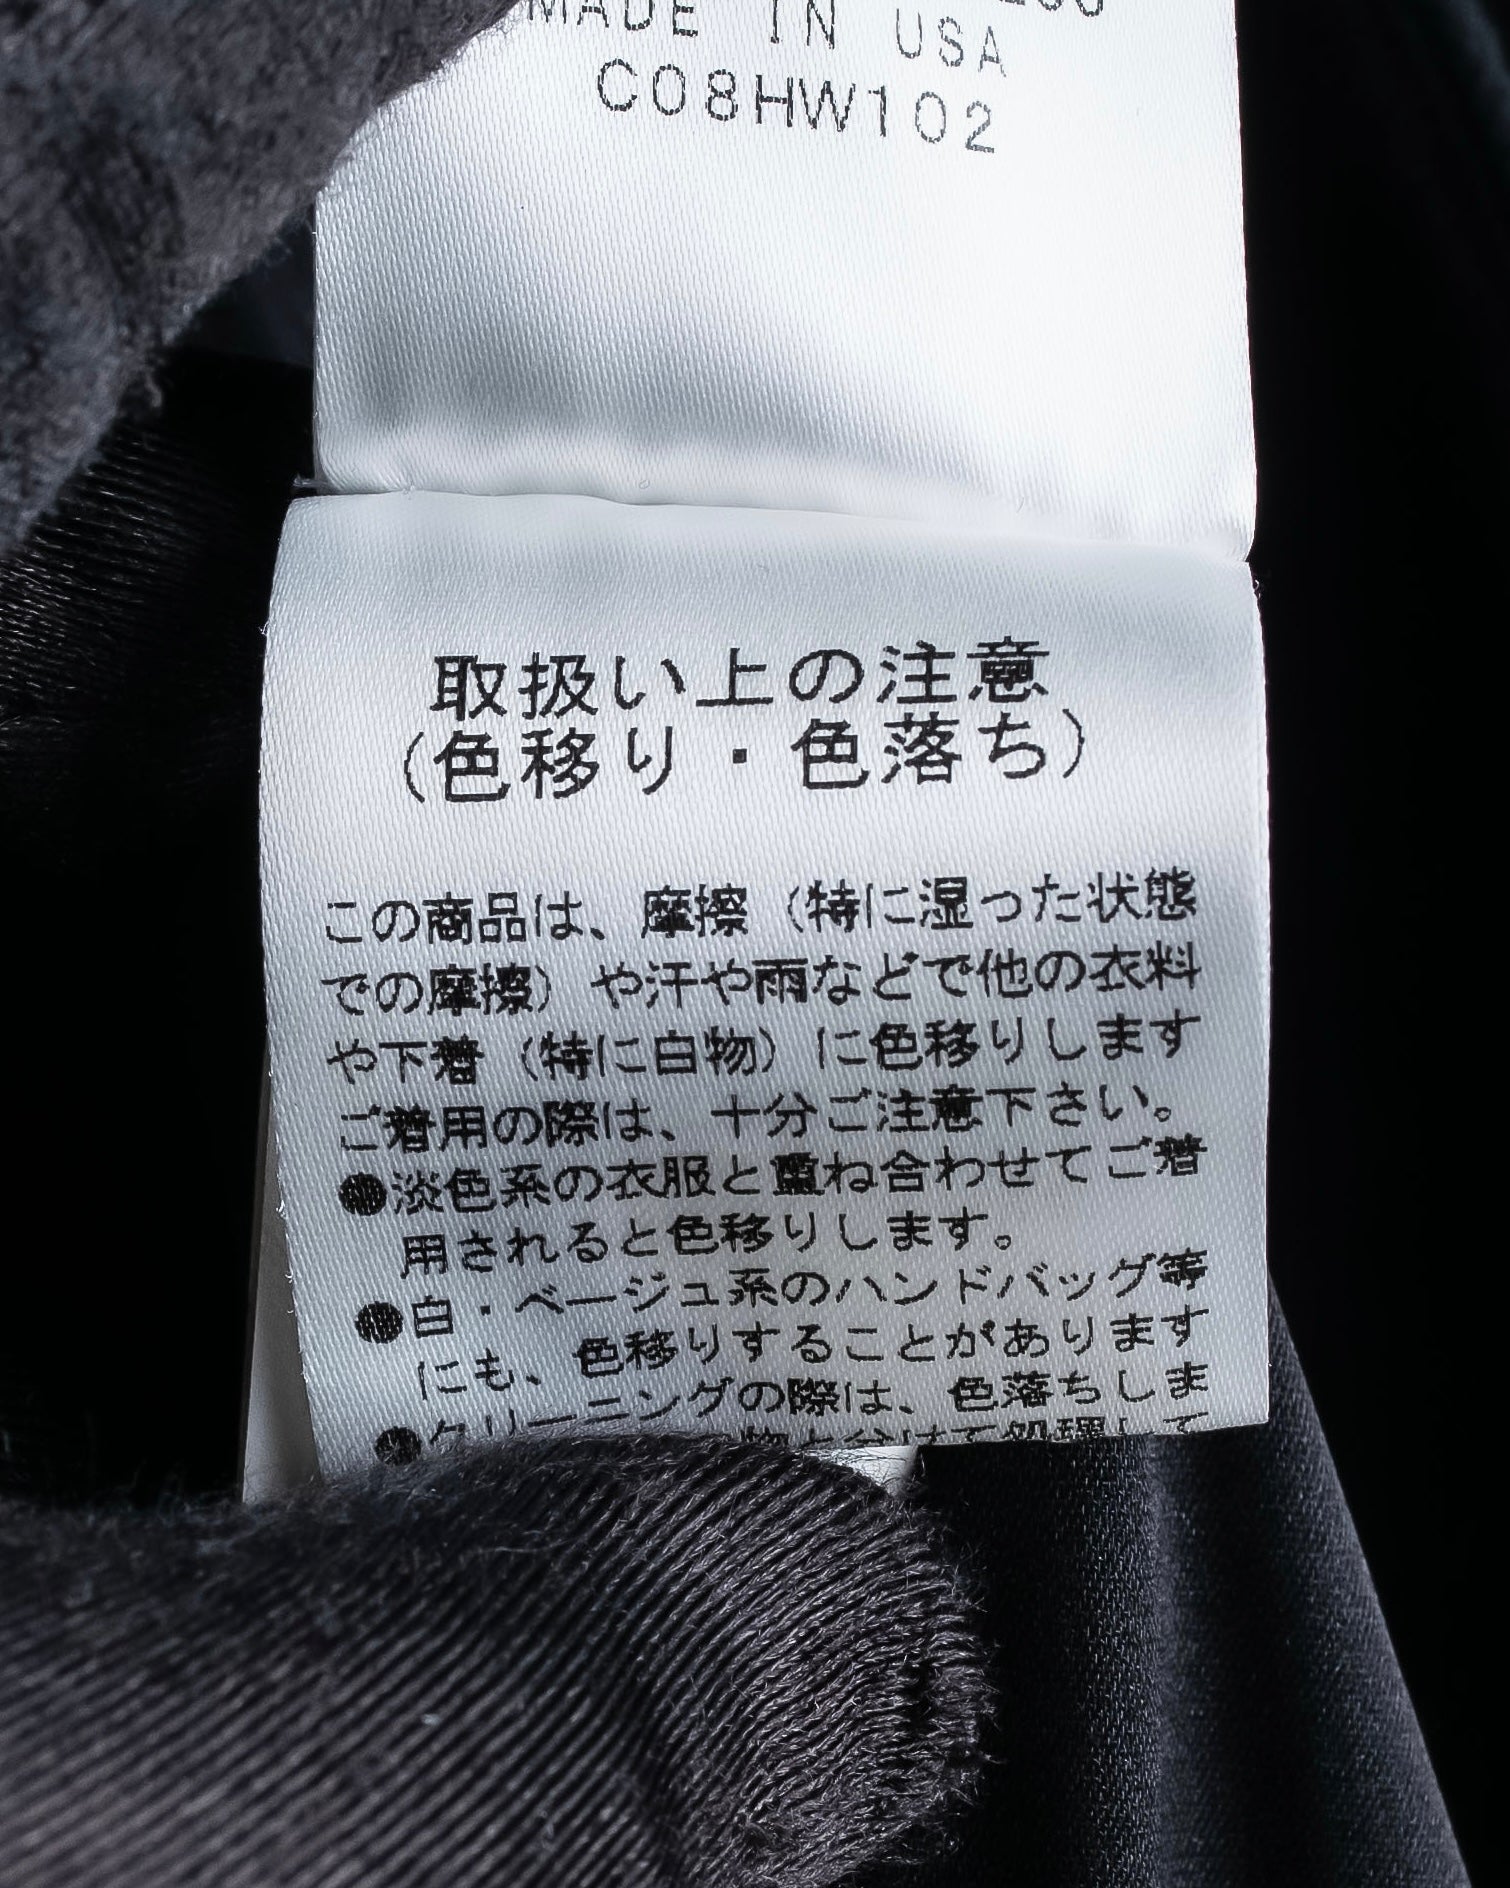 MADE IN USA
C08HW102
取扱い上の注意
(色移り・色落ち)
この商品は、摩擦(特に湿った状態
での摩擦)や汗や雨などで他の衣料
や下着(特に白物)に色移りします
ご着用の際は、十分ご注意下さい。
●淡色系の衣服と重ね合わせてご着
用されると色移りします。
●白・ベージュ系のハンドバッグ等
にも、色移りすることがあります
●クリーニングの際は、色落ちしま